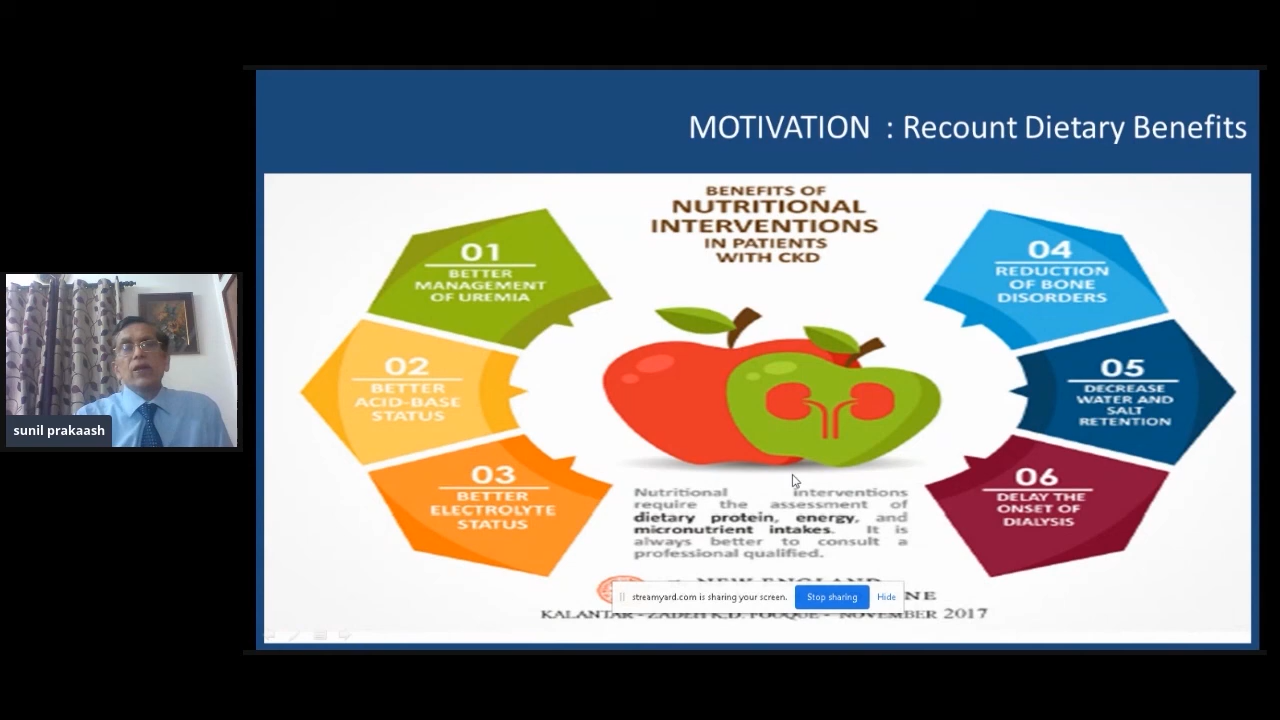 MOTIVATION : Recount Dietary Benefits
BENEFITS OF
NUTRITIONAL
INTERVENTIONS
IN PATIENTS
WITH CKD
01
BETTER
MANAGEMENT
OF UREMIA
02
BETTER
ACID-BASE
STATUS
03
BETTER
ELECTROLYTE
STATUS
04
REDUCTION
OF BONE
DISORDERS
05
DECREASE
WATER AND
SALT
RETENTION
06
DELAY THE
ONSET OF
DIALYSIS
Nutritional interventions
require the assessment of
dietary protein, energy, and
micronutrient intakes. It is
always better to consult a
professional qualified.
NEW ENGLAND
streamyard.com is sharing your screen. Stop sharing Hide
KALANTAR - ZADEH K,D. FOUQUE - NOVEMBER 2017
sunil prakaash